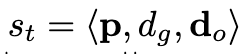 s_t = ⟨𝐩, d_g, 𝐝_o⟩